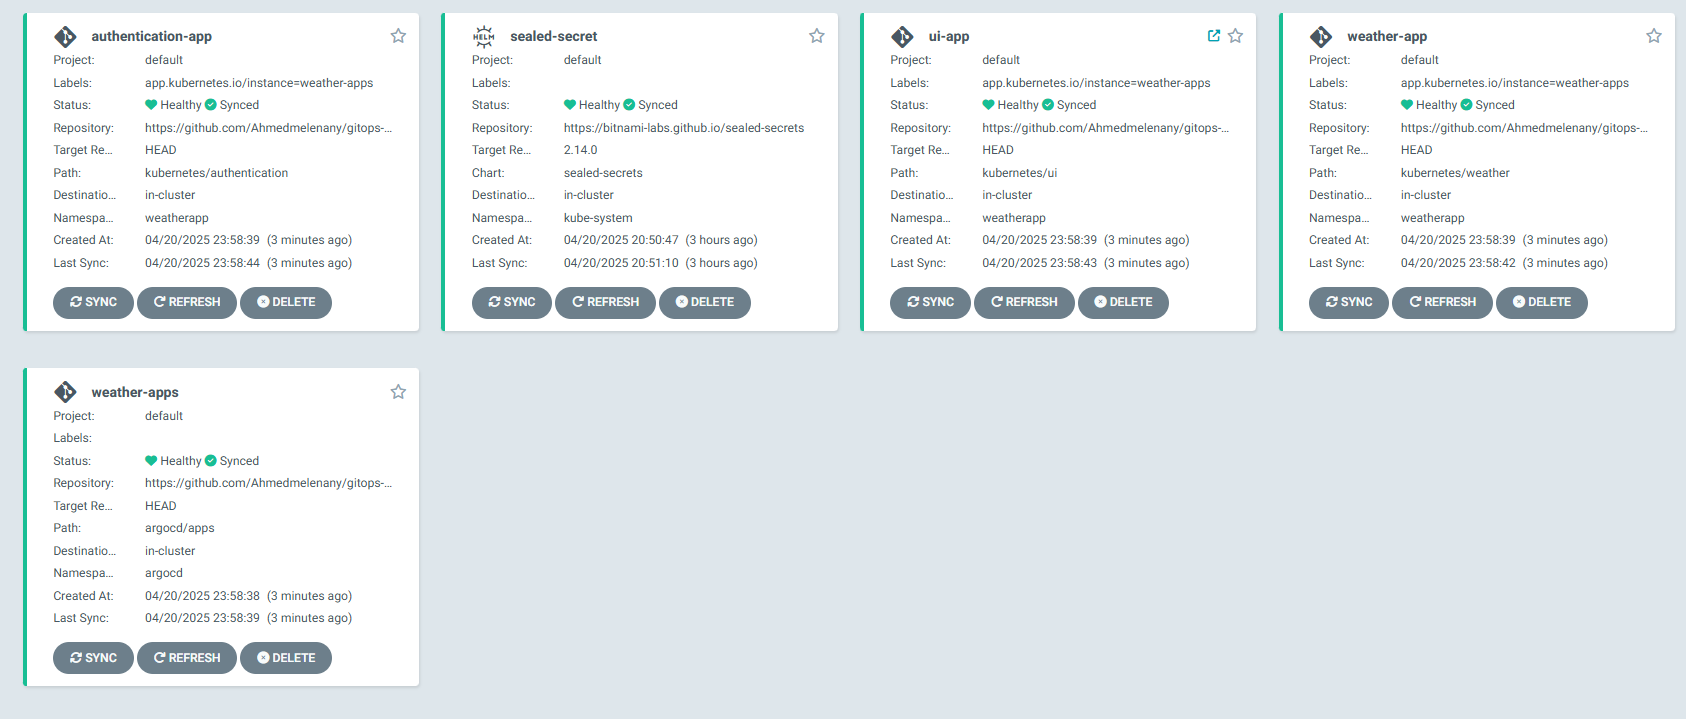 authentication-app
Project: default
Labels: app.kubernetes.io/instance=weather-apps
Status: Healthy Synced
Repository: https://github.com/Ahmedmelenany/gitops-...
Target Re... HEAD
Path: kubernetes/authentication
Destinatio... in-cluster
Namespa... weatherapp
Created At: 04/20/2025 23:58:39 (3 minutes ago)
Last Sync: 04/20/2025 23:58:44 (3 minutes ago)
SYNC REFRESH DELETE
HELM sealed-secret
Project: default
Labels:
Status: Healthy Synced
Repository: https://bitnami-labs.github.io/sealed-secrets
Target Re... 2.14.0
Chart: sealed-secrets
Destinatio... in-cluster
Namespa... kube-system
Created At: 04/20/2025 20:50:47 (3 hours ago)
Last Sync: 04/20/2025 20:51:10 (3 hours ago)
SYNC REFRESH DELETE
ui-app
Project: default
Labels: app.kubernetes.io/instance=weather-apps
Status: Healthy Synced
Repository: https://github.com/Ahmedmelenany/gitops-...
Target Re... HEAD
Path: kubernetes/ui
Destinatio... in-cluster
Namespa... weatherapp
Created At: 04/20/2025 23:58:39 (3 minutes ago)
Last Sync: 04/20/2025 23:58:43 (3 minutes ago)
SYNC REFRESH DELETE
weather-app
Project: default
Labels: app.kubernetes.io/instance=weather-apps
Status: Healthy Synced
Repository: https://github.com/Ahmedmelenany/gitops-...
Target Re... HEAD
Path: kubernetes/weather
Destinatio... in-cluster
Namespa... weatherapp
Created At: 04/20/2025 23:58:39 (3 minutes ago)
Last Sync: 04/20/2025 23:58:42 (3 minutes ago)
SYNC REFRESH DELETE
weather-apps
Project: default
Labels:
Status: Healthy Synced
Repository: https://github.com/Ahmedmelenany/gitops-...
Target Re... HEAD
Path: argocd/apps
Destinatio... in-cluster
Namespa... argocd
Created At: 04/20/2025 23:58:38 (3 minutes ago)
Last Sync: 04/20/2025 23:58:39 (3 minutes ago)
SYNC REFRESH DELETE